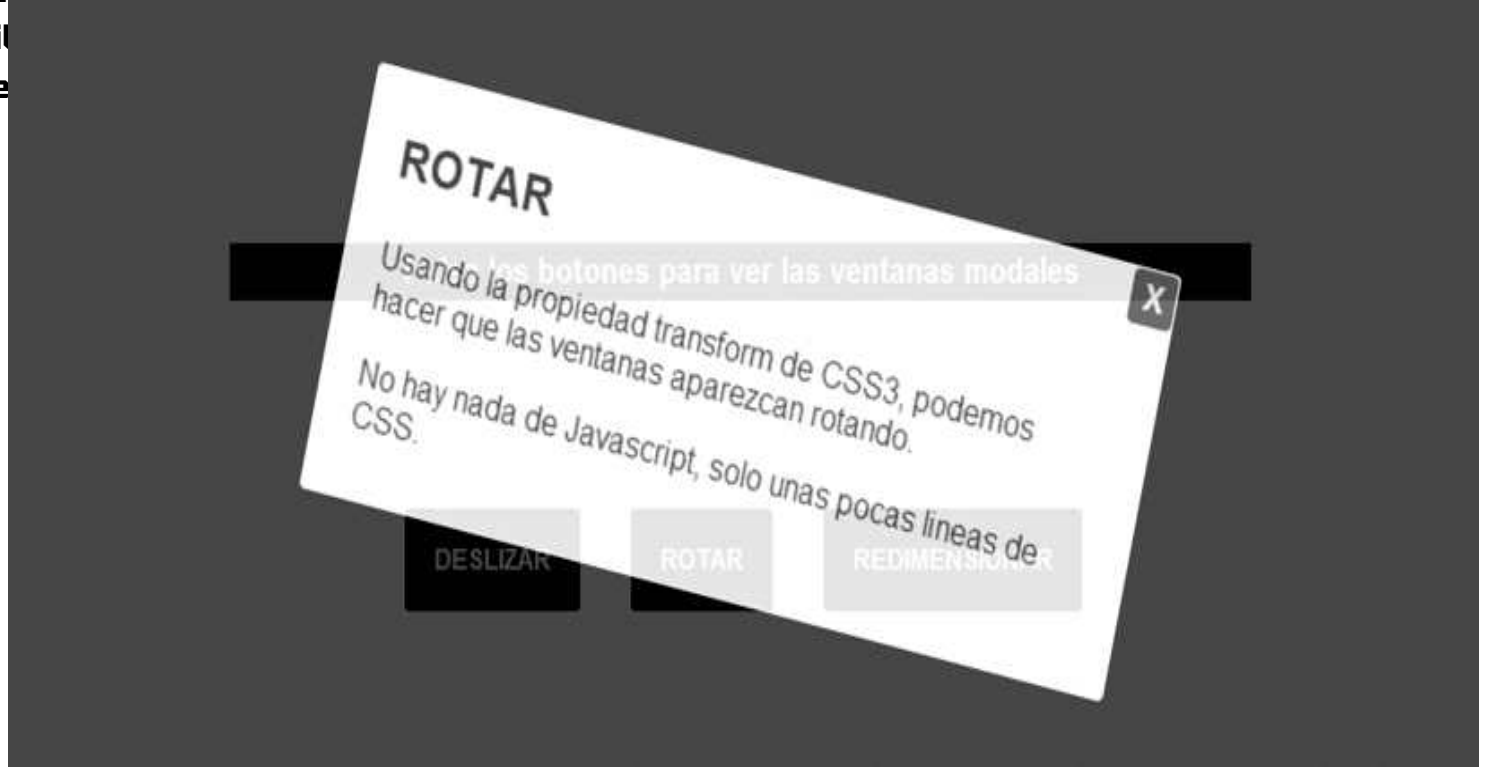 ROTAR
X
los botones para ver las ventanas modales
Usando la propiedad transform de CSS3, podemos
hacer que las ventanas aparezcan rotando.
No hay nada de Javascript, solo unas pocas lineas de
CSS.
DESLIZAR
ROTAR
REDIMENSIONAR